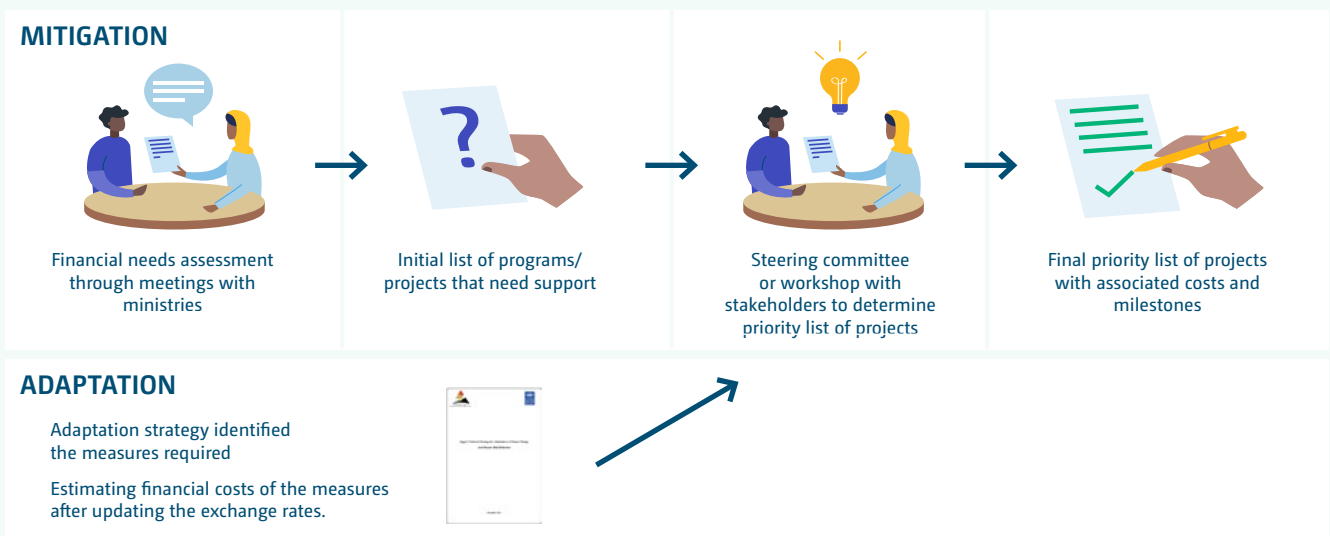 MITIGATION
Financial needs assessment
through meetings with
ministries
Initial list of programs/
projects that need support
Steering committee
or workshop with
stakeholders to determine
priority list of projects
Final priority list of projects
with associated costs and
milestones
ADAPTATION
Adaptation strategy identified
the measures required
Estimating financial costs of the measures
after updating the exchange rates.